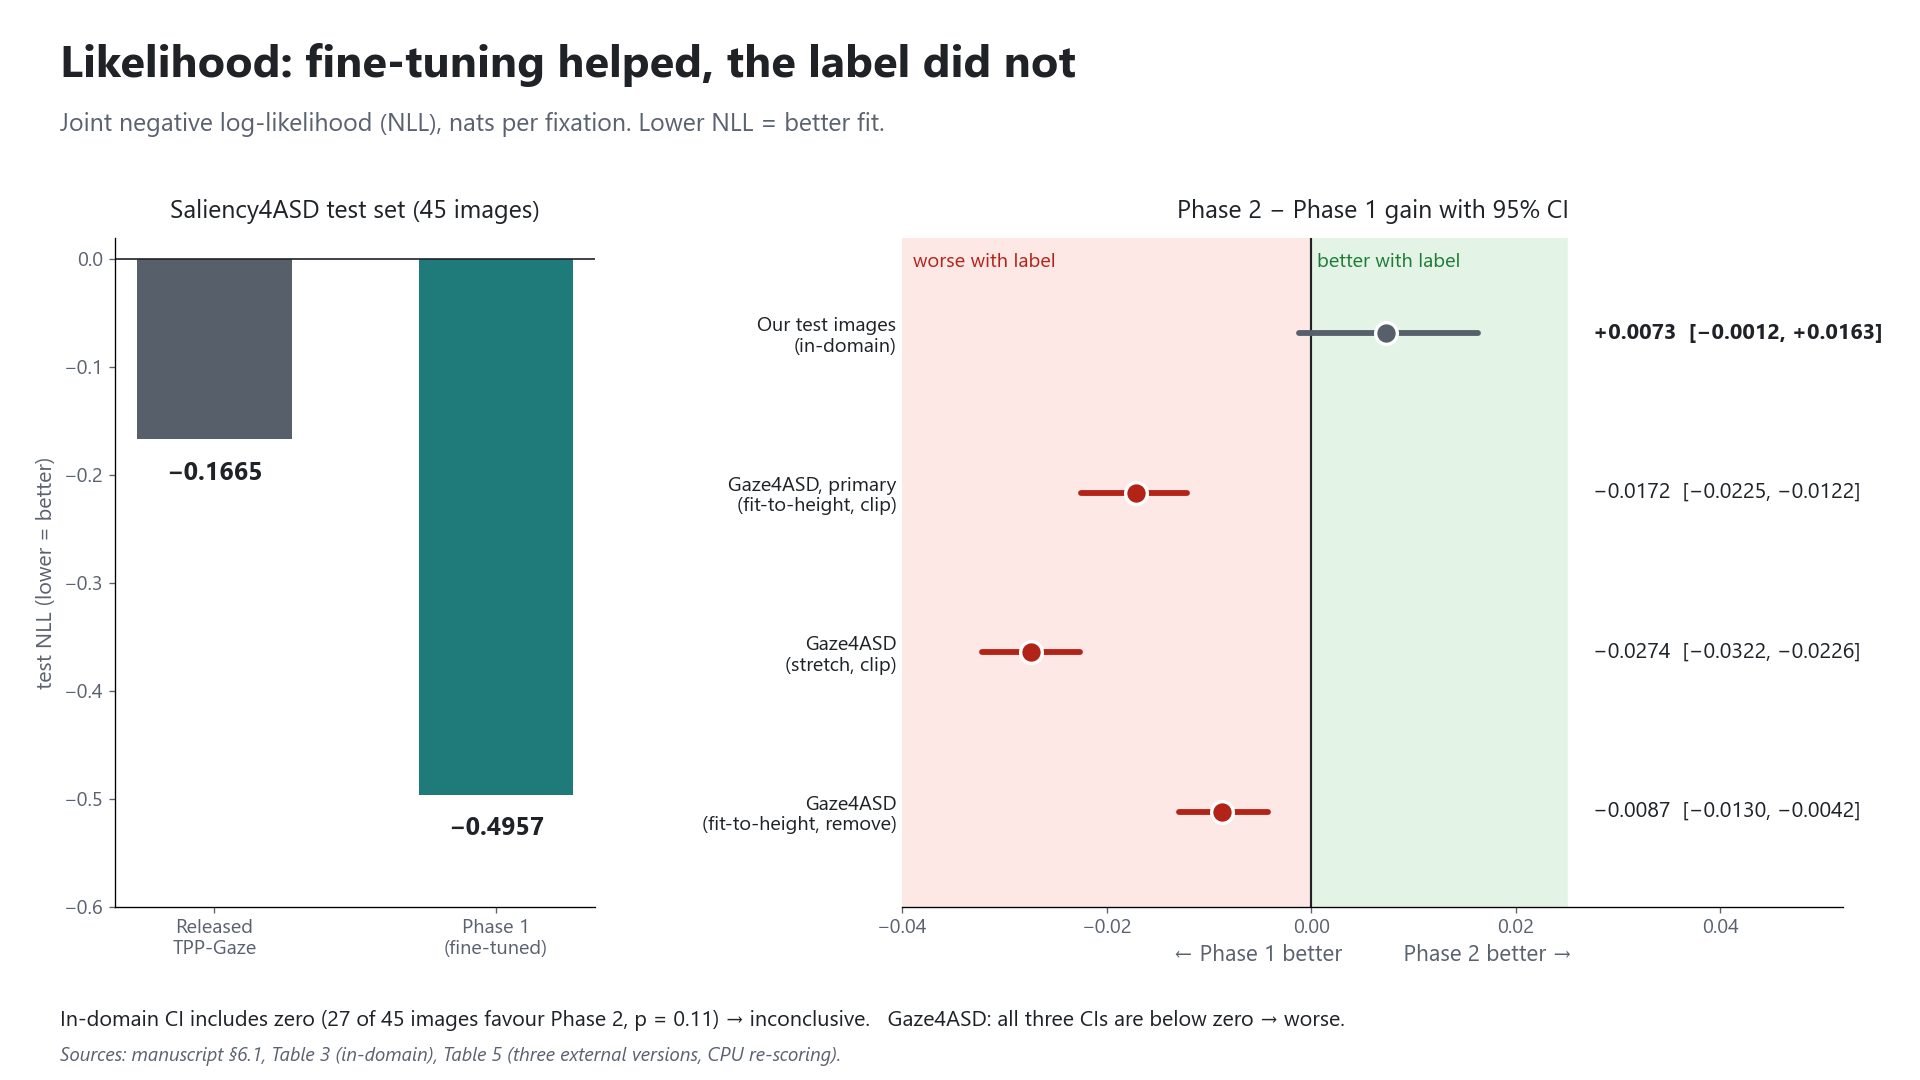 Likelihood: fine-tuning helped, the label did not
Joint negative log-likelihood (NLL), nats per fixation. Lower NLL = better fit.
Saliency4ASD test set (45 images)
test NLL (lower = better)
0.0
−0.1
−0.2
−0.3
−0.4
−0.5
−0.6
−0.1665
−0.4957
Released
TPP-Gaze
Phase 1
(fine-tuned)
Phase 2 − Phase 1 gain with 95% CI
worse with label
better with label
Our test images
(in-domain)
+0.0073 [−0.0012, +0.0163]
Gaze4ASD, primary
(fit-to-height, clip)
−0.0172 [−0.0225, −0.0122]
Gaze4ASD
(stretch, clip)
−0.0274 [−0.0322, −0.0226]
Gaze4ASD
(fit-to-height, remove)
−0.0087 [−0.0130, −0.0042]
−0.04
−0.02
0.00
0.02
0.04
← Phase 1 better Phase 2 better →
In-domain CI includes zero (27 of 45 images favour Phase 2, p = 0.11) → inconclusive. Gaze4ASD: all three CIs are below zero → worse.
Sources: manuscript §6.1, Table 3 (in-domain), Table 5 (three external versions, CPU re-scoring).